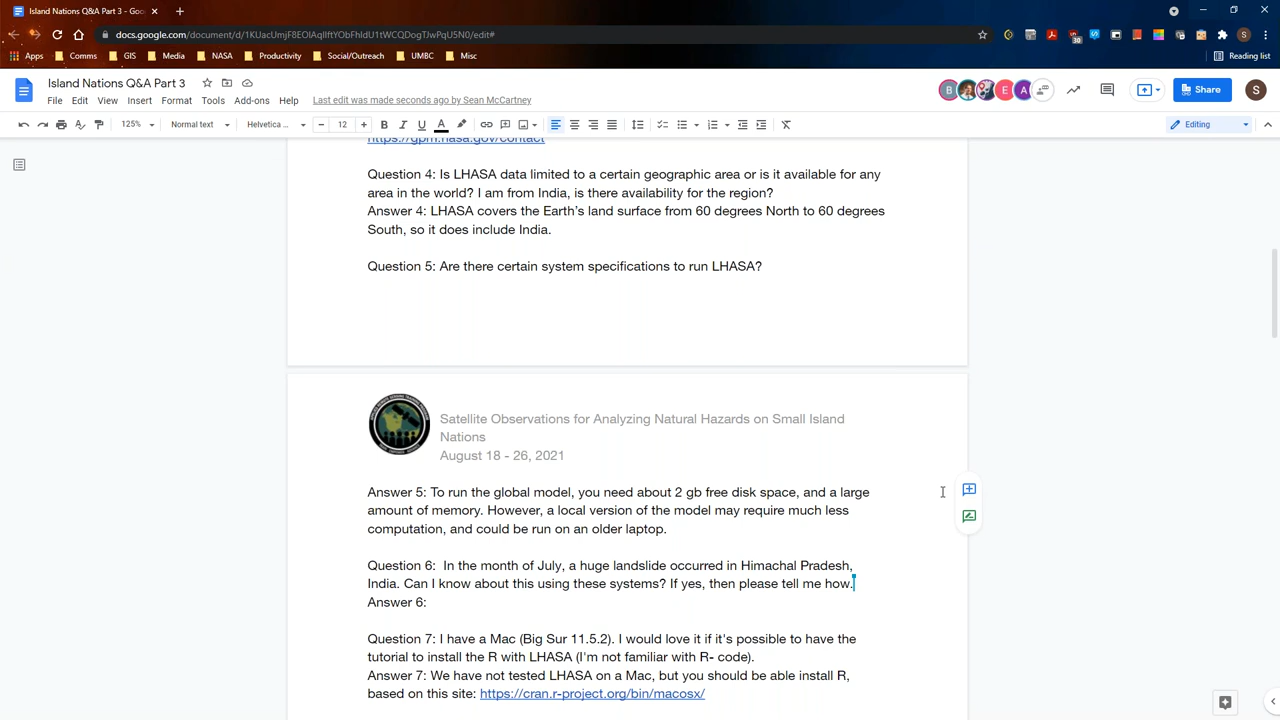 Island Nations Q&A Part 3 - Goo
docs.google.com/document/d/1KUacUmjF8EOlAqlIftYObFhldU1tWCQDogTJwPqU5N0/edit#
Apps Comms GIS Media NASA Productivity Social/Outreach UMBC Misc Reading list
Island Nations Q&A Part 3
File Edit View Insert Format Tools Add-ons Help Last edit was made seconds ago by Sean McCartney
B E A Share S
125% Normal text Helvetica ... 12 Editing
https://gpm.nasa.gov/contact
Question 4: Is LHASA data limited to a certain geographic area or is it available for any
area in the world? I am from India, is there availability for the region?
Answer 4: LHASA covers the Earth’s land surface from 60 degrees North to 60 degrees
South, so it does include India.
Question 5: Are there certain system specifications to run LHASA?
Satellite Observations for Analyzing Natural Hazards on Small Island
Nations
August 18 - 26, 2021
Answer 5: To run the global model, you need about 2 gb free disk space, and a large
amount of memory. However, a local version of the model may require much less
computation, and could be run on an older laptop.
Question 6:  In the month of July, a huge landslide occurred in Himachal Pradesh,
India. Can I know about this using these systems? If yes, then please tell me how.
Answer 6:
Question 7: I have a Mac (Big Sur 11.5.2). I would love it if it's possible to have the
tutorial to install the R with LHASA (I'm not familiar with R- code).
Answer 7: We have not tested LHASA on a Mac, but you should be able install R,
based on this site: https://cran.r-project.org/bin/macosx/